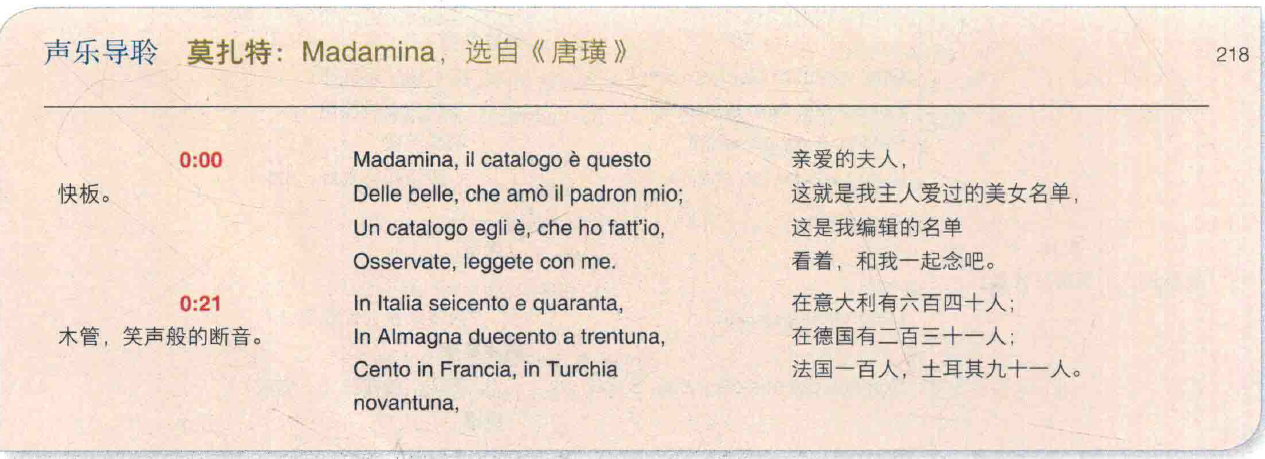 声乐导聆 莫扎特：Madamina，选自《唐璜》 218
0:00 Madamina, il catalogo è questo 亲爱的夫人，
快板。 Delle belle, che amò il padron mio; 这就是我主人爱过的美女名单，
Un catalogo egli è, che ho fatt'io, 这是我编辑的名单
Osservate, leggete con me. 看着，和我一起念吧。
0:21 In Italia seicento e quaranta, 在意大利有六百四十人；
木管，笑声般的断音。 In Almagna duecento a trentuna, 在德国有二百三十一人；
Cento in Francia, in Turchia 法国一百人，土耳其九十一人。
novantuna,